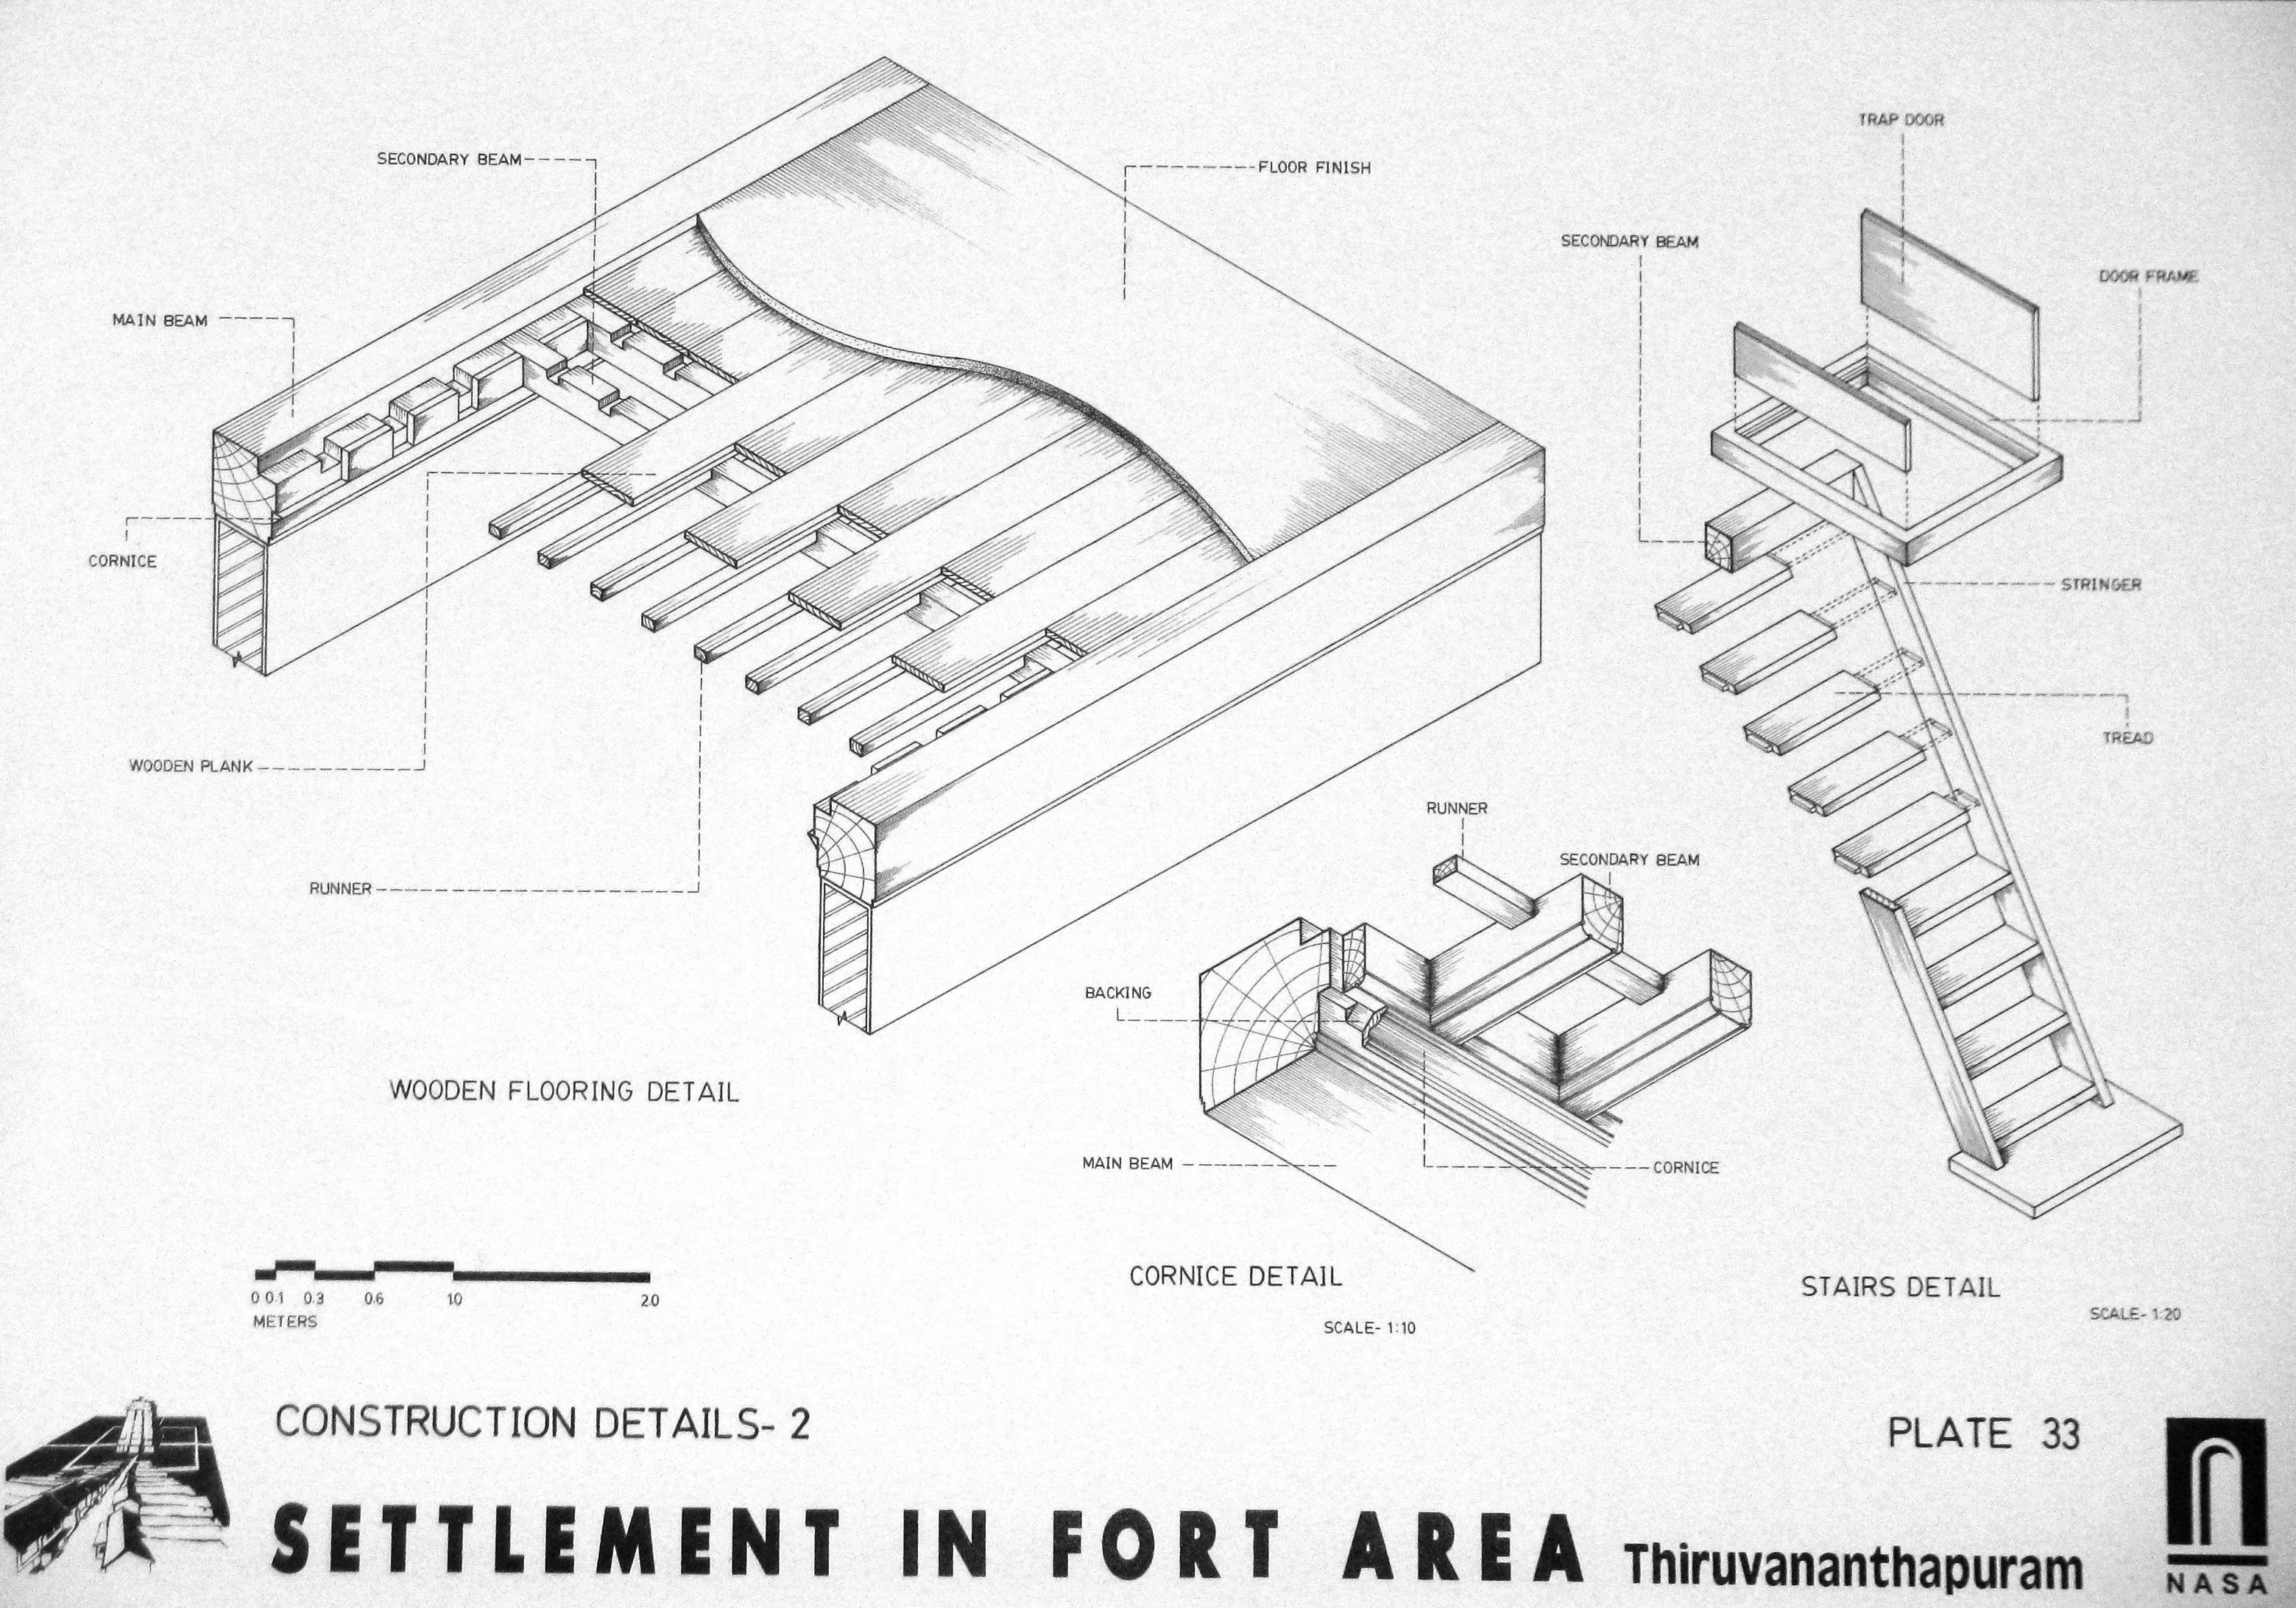 TRAP DOOR
SECONDARY BEAM
FLOOR FINISH
SECONDARY BEAM
DOOR FRAME
MAIN BEAM
CORNICE
STRINGER
TREAD
WOODEN PLANK
RUNNER
RUNNER
SECONDARY BEAM
BACKING
MAIN BEAM
CORNICE
WOODEN FLOORING DETAIL
CORNICE DETAIL
SCALE- 1:10
STAIRS DETAIL
SCALE- 1:20
0 0.1 0.3 0.6 1.0 2.0
METERS
CONSTRUCTION DETAILS- 2
PLATE 33
SETTLEMENT IN FORT AREA Thiruvananthapuram
NASA